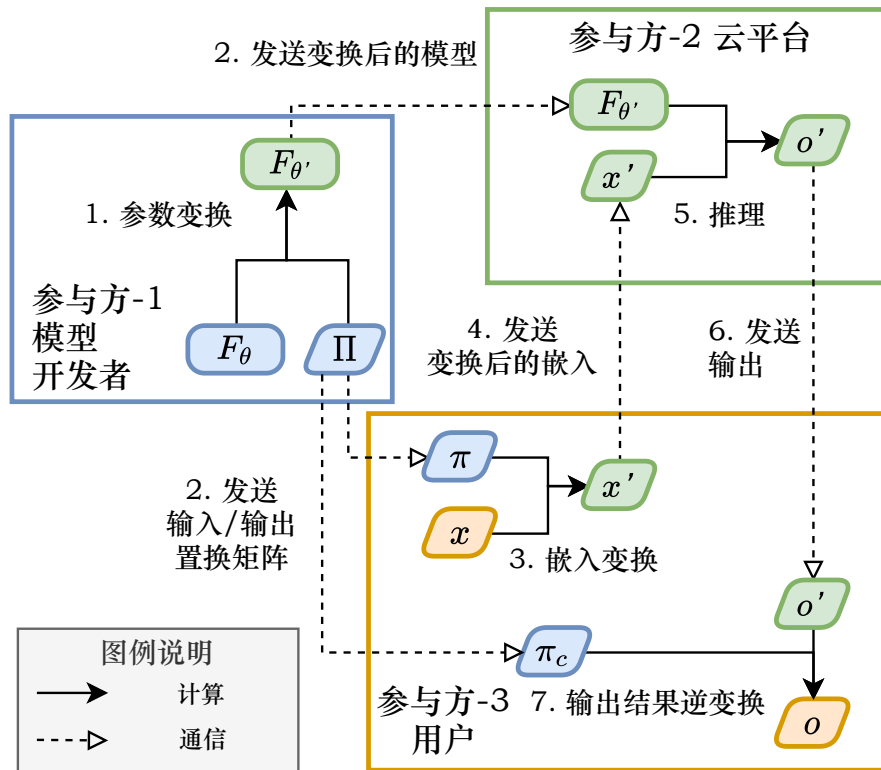 2. 发送变换后的模型
参与方-2 云平台
F_θ'
o'
x'
5. 推理
F_θ'
1. 参数变换
参与方-1
模型
开发者
F_θ
Π
4. 发送
变换后的嵌入
6. 发送
输出
2. 发送
输入/输出
置换矩阵
π
x
x'
3. 嵌入变换
o'
π_c
7. 输出结果逆变换
o
参与方-3
用户
图例说明
计算
通信